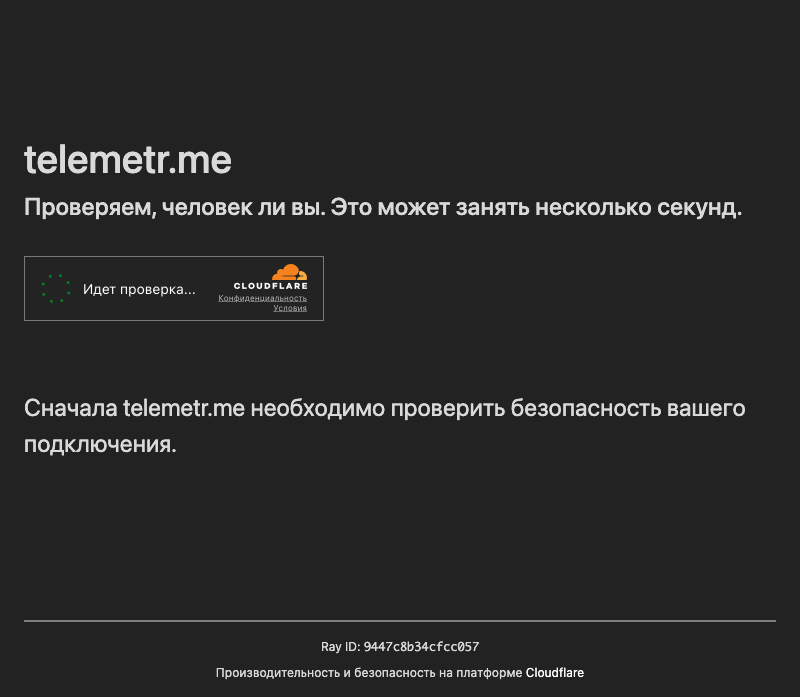 telemetr.me
Проверяем, человек ли вы. Это может занять несколько секунд.
Идет проверка...
CLOUDFLARE
Конфиденциальность
Условия
Сначала telemetr.me необходимо проверить безопасность вашего
подключения.
Ray ID: 9447c8b34cfcc057
Производительность и безопасность на платформе Cloudflare